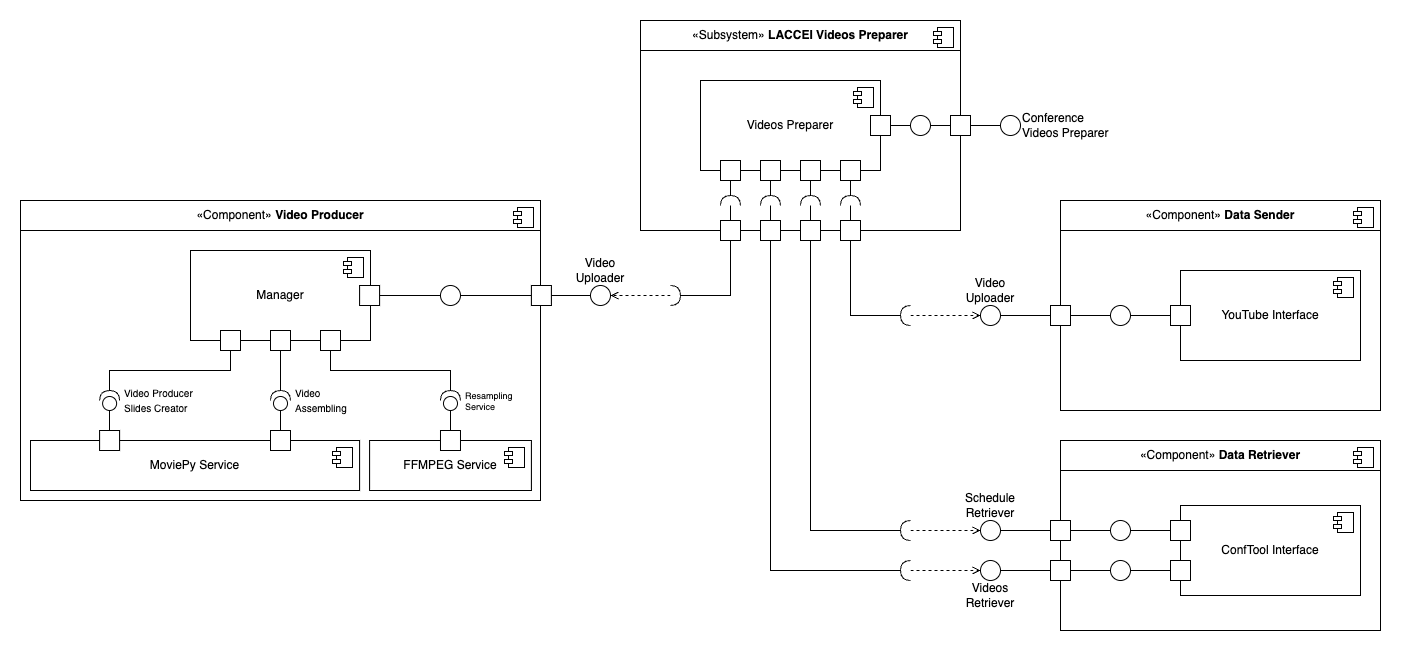 «Subsystem» LACCEI Videos Preparer
Videos Preparer
Conference
Videos Preparer
«Component» Video Producer
Manager
Video
Uploader
Video Producer
Slides Creator
Video
Assembling
Resampling
Service
MoviePy Service
FFMPEG Service
«Component» Data Sender
Video
Uploader
YouTube Interface
«Component» Data Retriever
Schedule
Retriever
ConfTool Interface
Videos
Retriever